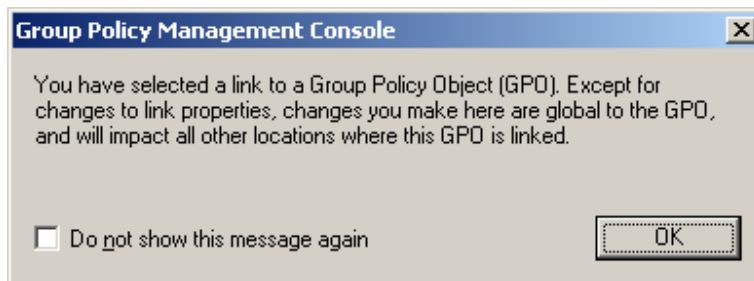 Group Policy Management Console
You have selected a link to a Group Policy Object (GPO). Except for
changes to link properties, changes you make here are global to the GPO,
and will impact all other locations where this GPO is linked.
Do not show this message again
OK